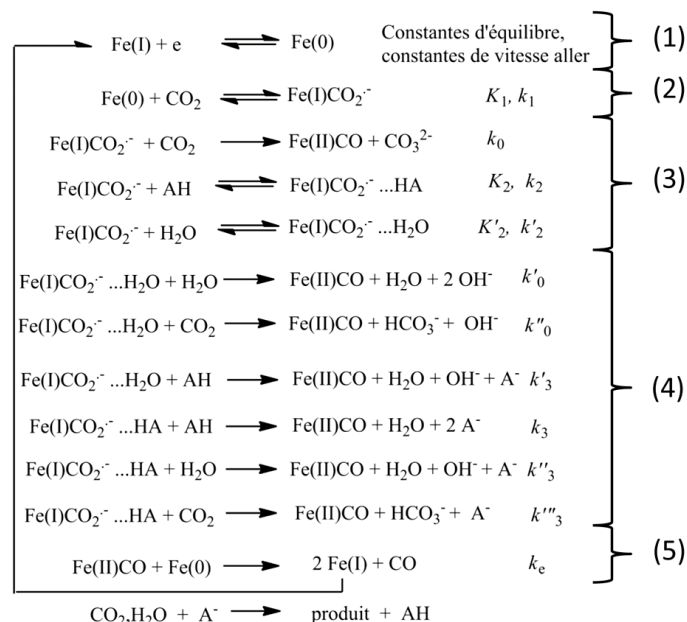 Fe(I) + e ⇌ Fe(0) Constantes d'équilibre, constantes de vitesse aller (1)
Fe(0) + CO₂ ⇌ Fe(I)CO₂·⁻ K₁, k₁ (2)
Fe(I)CO₂·⁻ + CO₂ → Fe(II)CO + CO₃²⁻ k₀
Fe(I)CO₂·⁻ + AH ⇌ Fe(I)CO₂·⁻ ...HA K₂, k₂ (3)
Fe(I)CO₂·⁻ + H₂O ⇌ Fe(I)CO₂·⁻ ...H₂O K'₂, k'₂
Fe(I)CO₂·⁻ ...H₂O + H₂O → Fe(II)CO + H₂O + 2 OH⁻ k'₀
Fe(I)CO₂·⁻ ...H₂O + CO₂ → Fe(II)CO + HCO₃⁻ + OH⁻ k"₀
Fe(I)CO₂·⁻ ...H₂O + AH → Fe(II)CO + H₂O + OH⁻ + A⁻ k'₃ (4)
Fe(I)CO₂·⁻ ...HA + AH → Fe(II)CO + H₂O + 2 A⁻ k₃
Fe(I)CO₂·⁻ ...HA + H₂O → Fe(II)CO + H₂O + OH⁻ + A⁻ k"₃
Fe(I)CO₂·⁻ ...HA + CO₂ → Fe(II)CO + HCO₃⁻ + A⁻ k'"₃
Fe(II)CO + Fe(0) → 2 Fe(I) + CO kₑ (5)
CO₂,H₂O + A⁻ → produit + AH